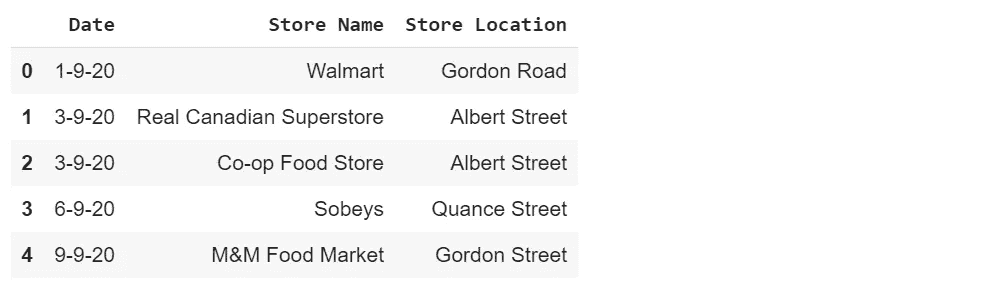 Date Store Name Store Location
0 1-9-20 Walmart Gordon Road
1 3-9-20 Real Canadian Superstore Albert Street
2 3-9-20 Co-op Food Store Albert Street
3 6-9-20 Sobeys Quance Street
4 9-9-20 M&M Food Market Gordon Street